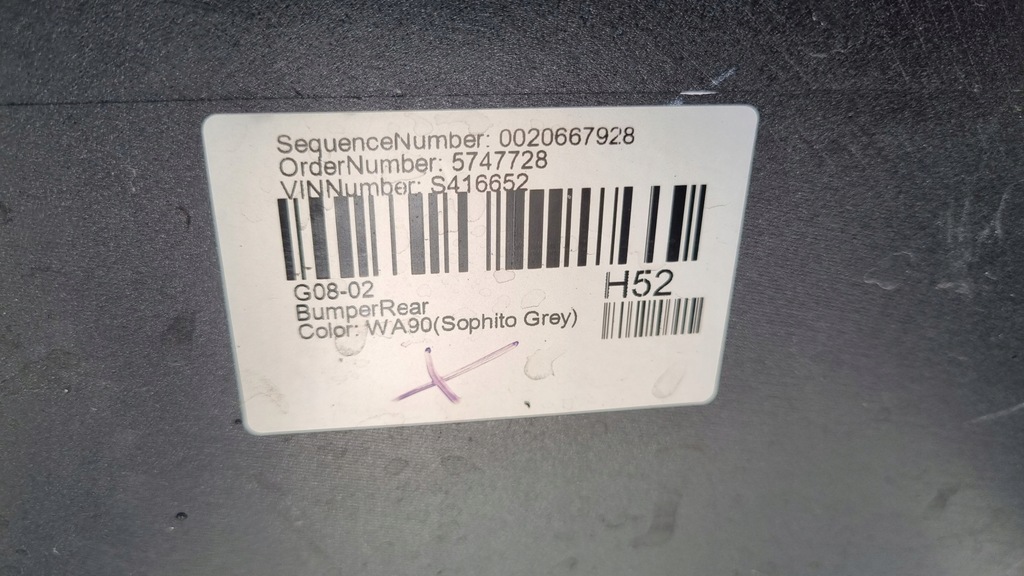 SequenceNumber: 0020667928
OrderNumber: 5747728
VINNumber: S416652
G08-02
H52
BumperRear
Color: WA90(Sophito Grey)